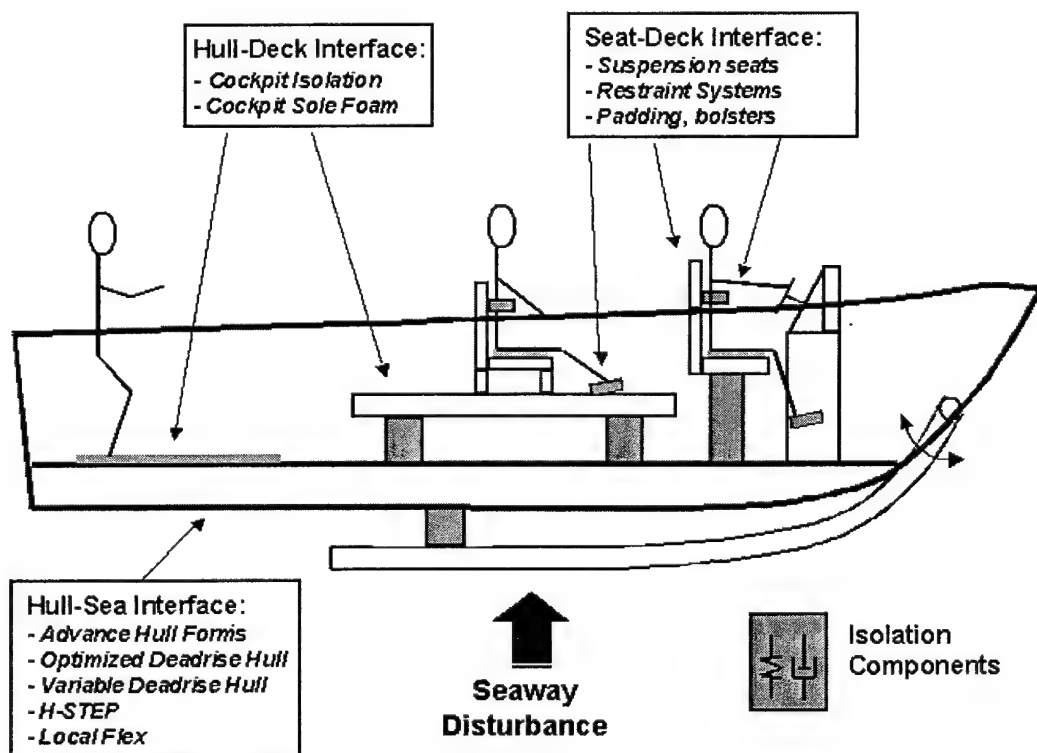 Hull-Deck Interface:
- Cockpit Isolation
- Cockpit Sole Foam
Seat-Deck Interface:
- Suspension seats
- Restraint Systems
- Padding, bolsters
Hull-Sea Interface:
- Advance Hull Forms
- Optimized Deadrise Hull
- Variable Deadrise Hull
- H-STEP
- Local Flex
Seaway
Disturbance
Isolation
Components